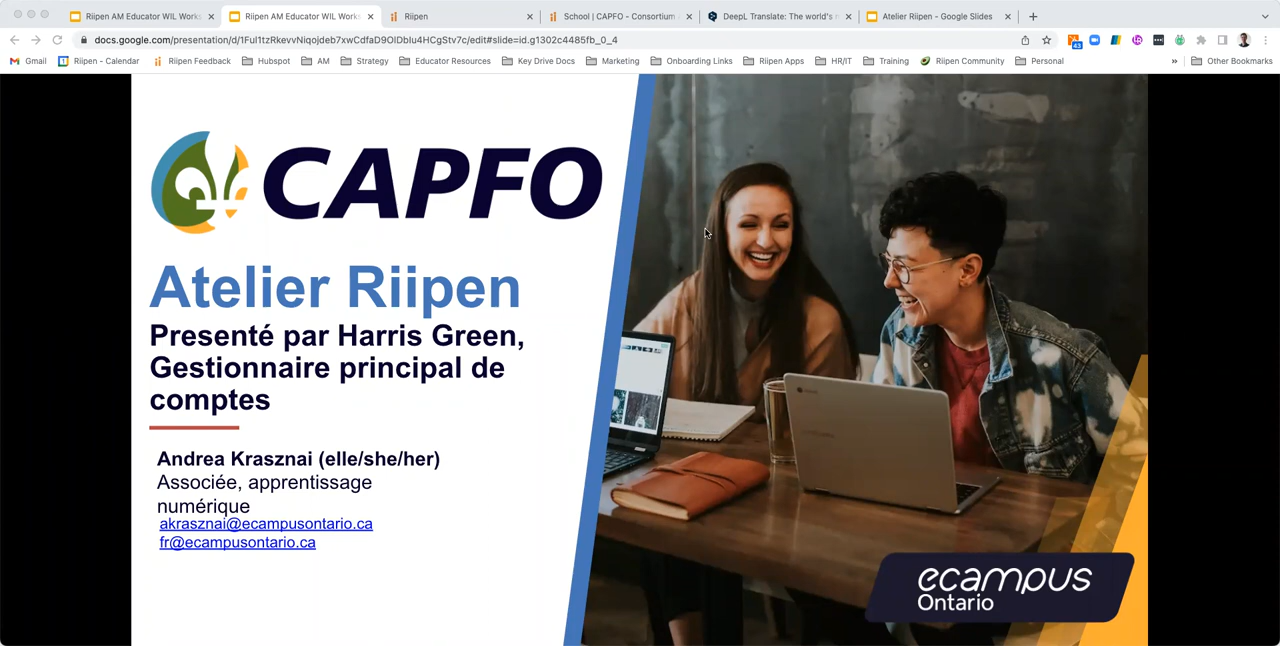 Riipen AM Educator WIL Works
Riipen AM Educator WIL Works
Riipen
School | CAPFO - Consortium
DeepL Translate: The world's
Atelier Riipen - Google Slides
docs.google.com/presentation/d/1Ful1tzRkevvNiqojdeb7xwCdfaD9OlDbIu4HCgStv7c/edit#slide=id.g1302c4485fb_0_4
43
Gmail
Riipen - Calendar
Riipen Feedback
Hubspot
AM
Strategy
Educator Resources
Key Drive Docs
Marketing
Onboarding Links
Riipen Apps
HR/IT
Training
Riipen Community
Personal
»
Other Bookmarks
CAPFO
Atelier Riipen
Presenté par Harris Green,
Gestionnaire principal de
comptes
Andrea Krasznai (elle/she/her)
Associée, apprentissage
numérique
akrasznai@ecampusontario.ca
fr@ecampusontario.ca
ecampus
Ontario